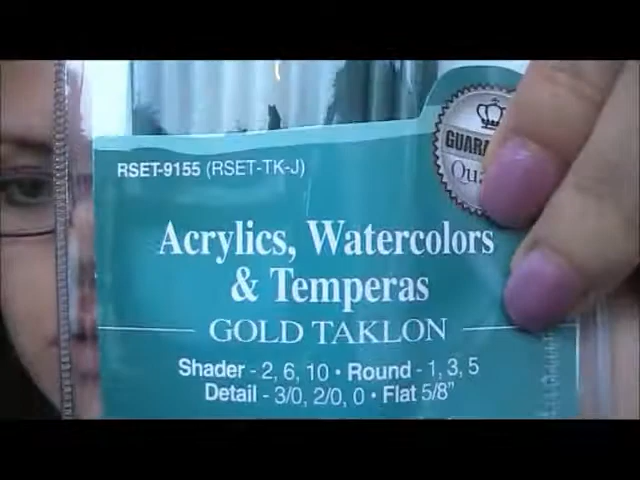 RSET-9155 (RSET-TK-J)
Acrylics, Watercolors
& Temperas
GOLD TAKLON
Shader - 2, 6, 10 • Round - 1, 3, 5
Detail - 3/0, 2/0, 0 • Flat 5/8"